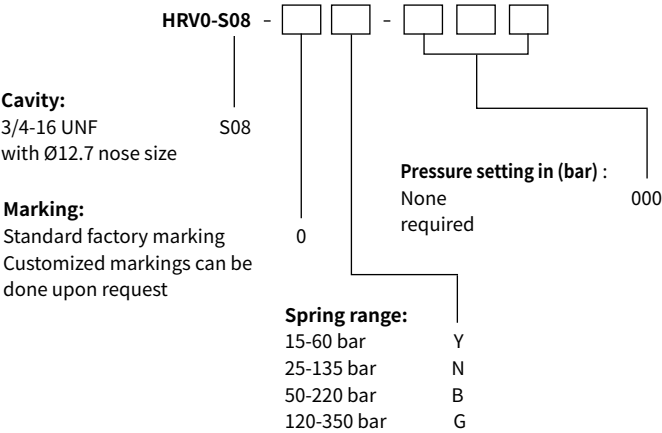 HRV0-S08 - -
Cavity:
3/4-16 UNF S08
with Ø12.7 nose size
Pressure setting in (bar) :
None 000
required
Marking:
Standard factory marking 0
Customized markings can be
done upon request
Spring range:
15-60 bar Y
25-135 bar N
50-220 bar B
120-350 bar G